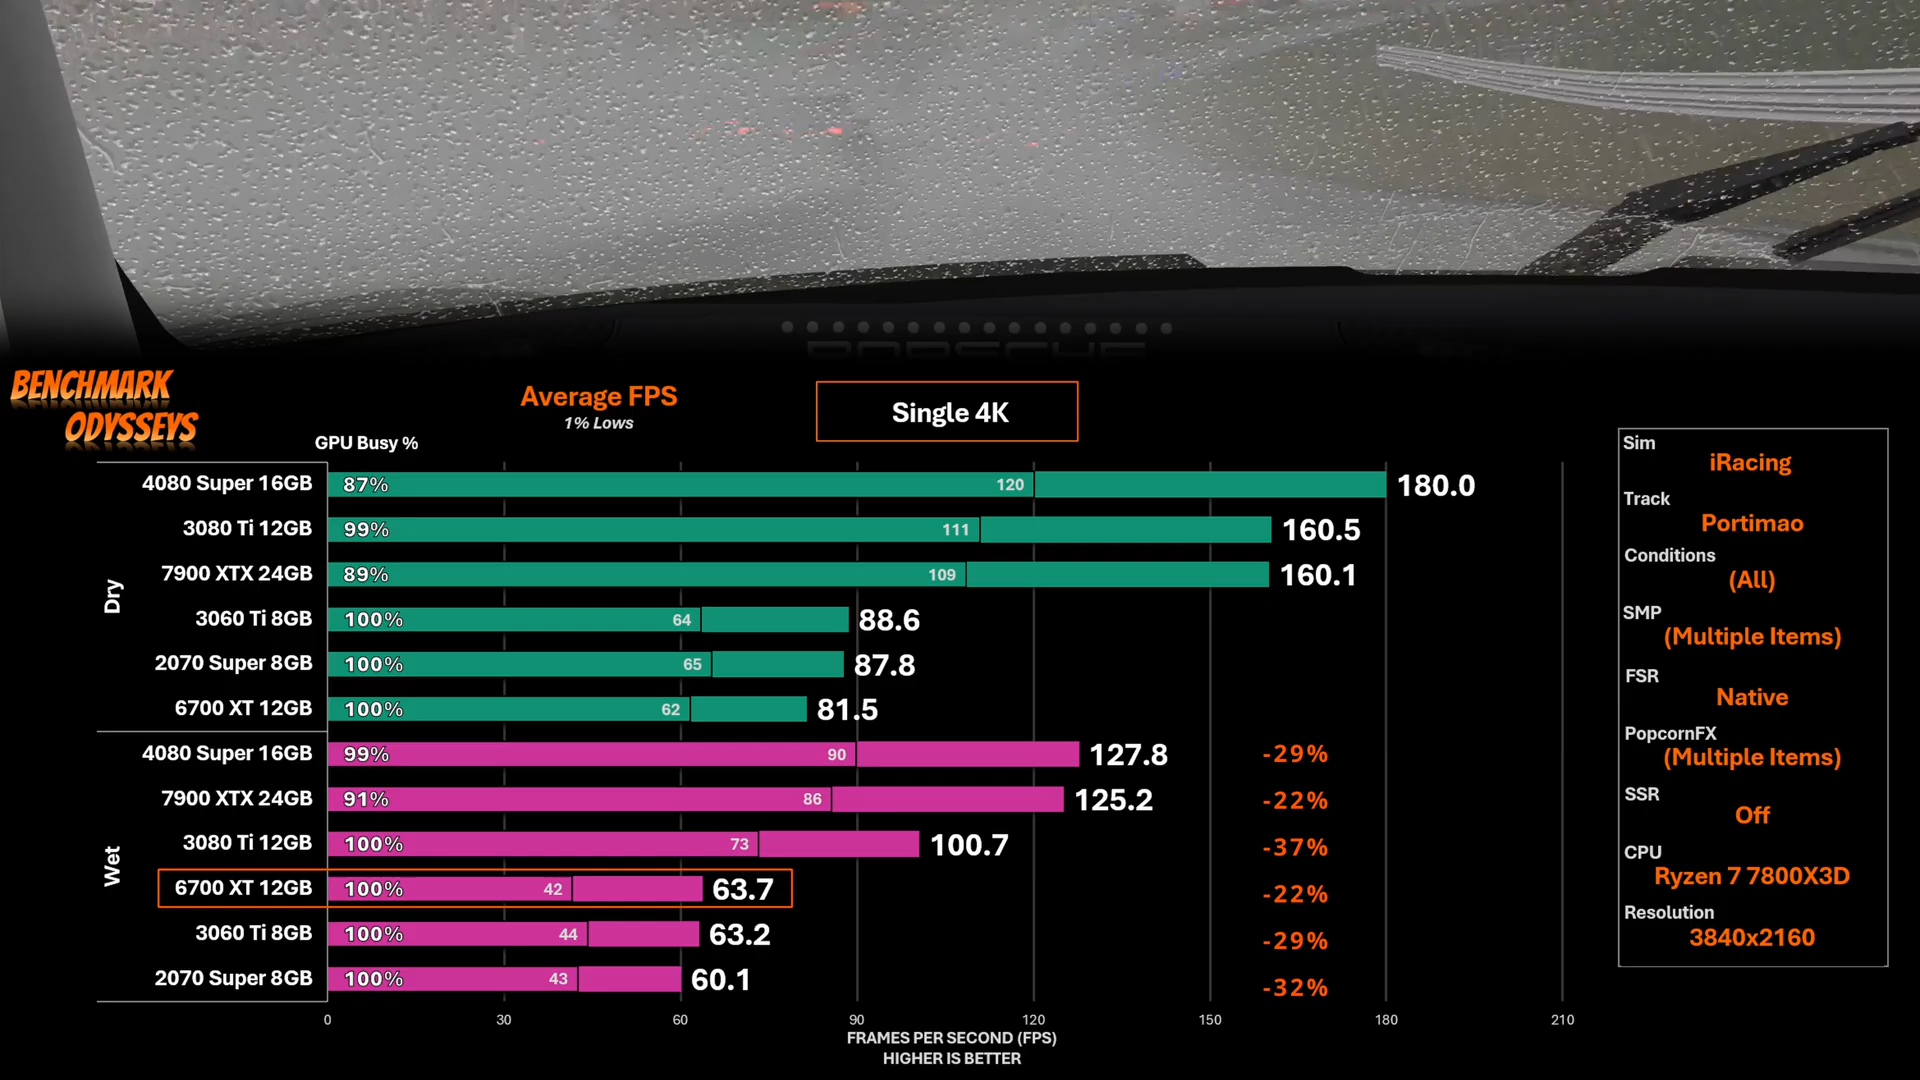 PORSCHE
BENCHMARK
ODYSSEYS
Average FPS
1% Lows
Single 4K
GPU Busy %
Dry
4080 Super 16GB 87% 120 180.0
3080 Ti 12GB 99% 111 160.5
7900 XTX 24GB 89% 109 160.1
3060 Ti 8GB 100% 64 88.6
2070 Super 8GB 100% 65 87.8
6700 XT 12GB 100% 62 81.5
Wet
4080 Super 16GB 99% 90 127.8 -29%
7900 XTX 24GB 91% 86 125.2 -22%
3080 Ti 12GB 100% 73 100.7 -37%
6700 XT 12GB 100% 42 63.7 -22%
3060 Ti 8GB 100% 44 63.2 -29%
2070 Super 8GB 100% 43 60.1 -32%
0 30 60 90 120 150 180 210
FRAMES PER SECOND (FPS)
HIGHER IS BETTER
Sim
iRacing
Track
Portimao
Conditions
(All)
SMP
(Multiple Items)
FSR
Native
PopcornFX
(Multiple Items)
SSR
Off
CPU
Ryzen 7 7800X3D
Resolution
3840x2160